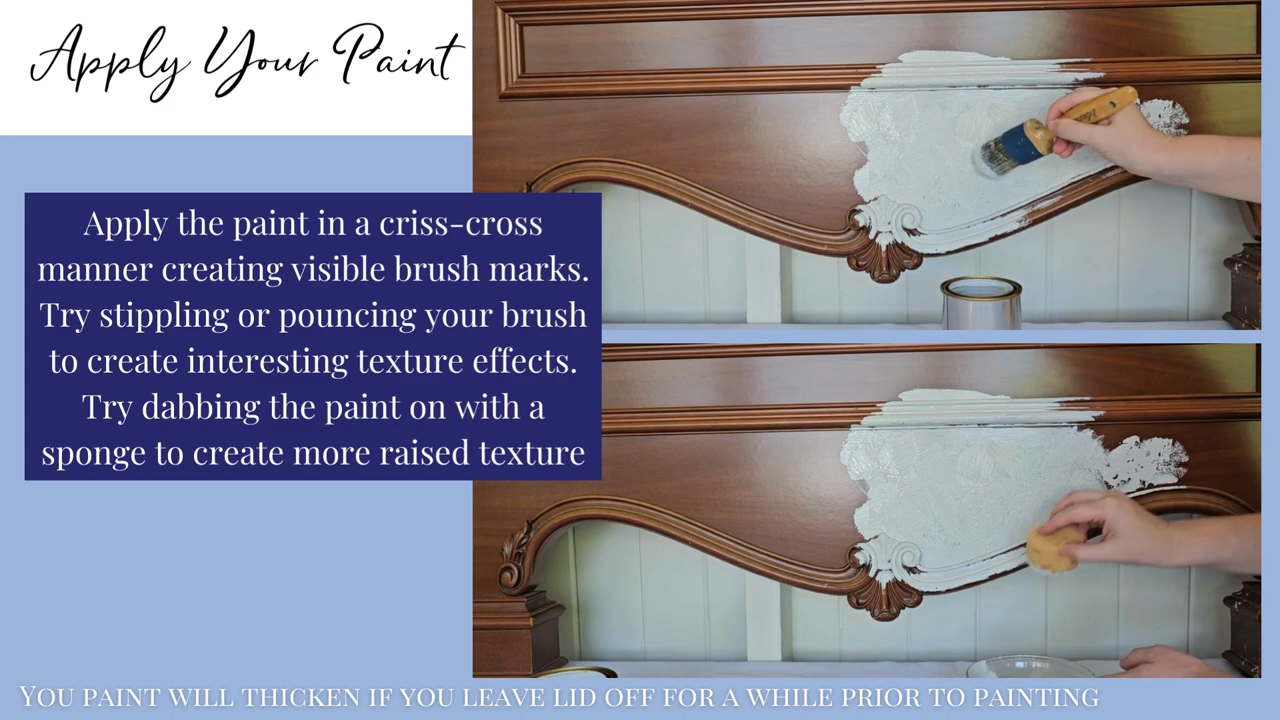 Apply Your Paint
Apply the paint in a criss-cross
manner creating visible brush marks.
Try stippling or pouncing your brush
to create interesting texture effects.
Try dabbing the paint on with a
sponge to create more raised texture
You paint will thicken if you leave lid off for a while prior to painting